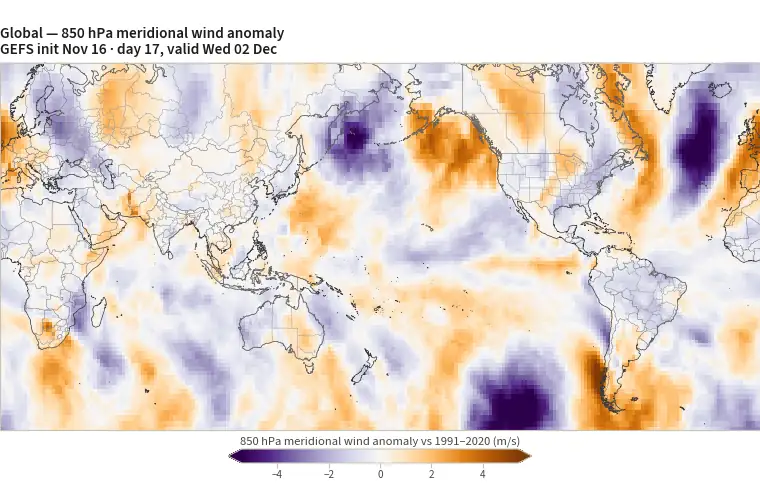 Global — 850 hPa meridional wind anomaly
GEFS init Nov 16 · day 17, valid Wed 02 Dec
850 hPa meridional wind anomaly vs 1991–2020 (m/s)
−4 −2 0 2 4